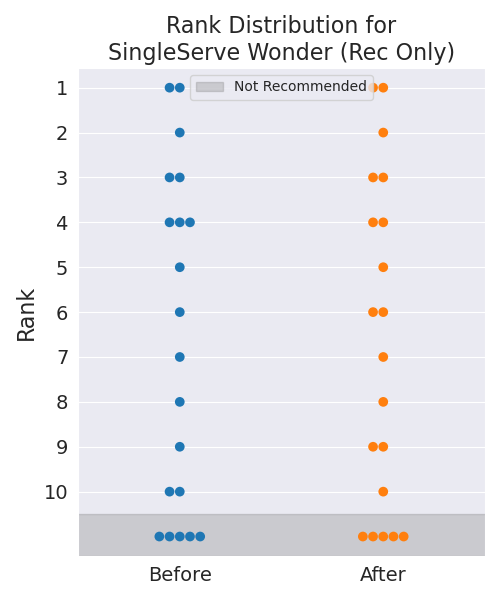 Rank Distribution for
SingleServe Wonder (Rec Only)
Not Recommended
Rank
1
2
3
4
5
6
7
8
9
10
Before After